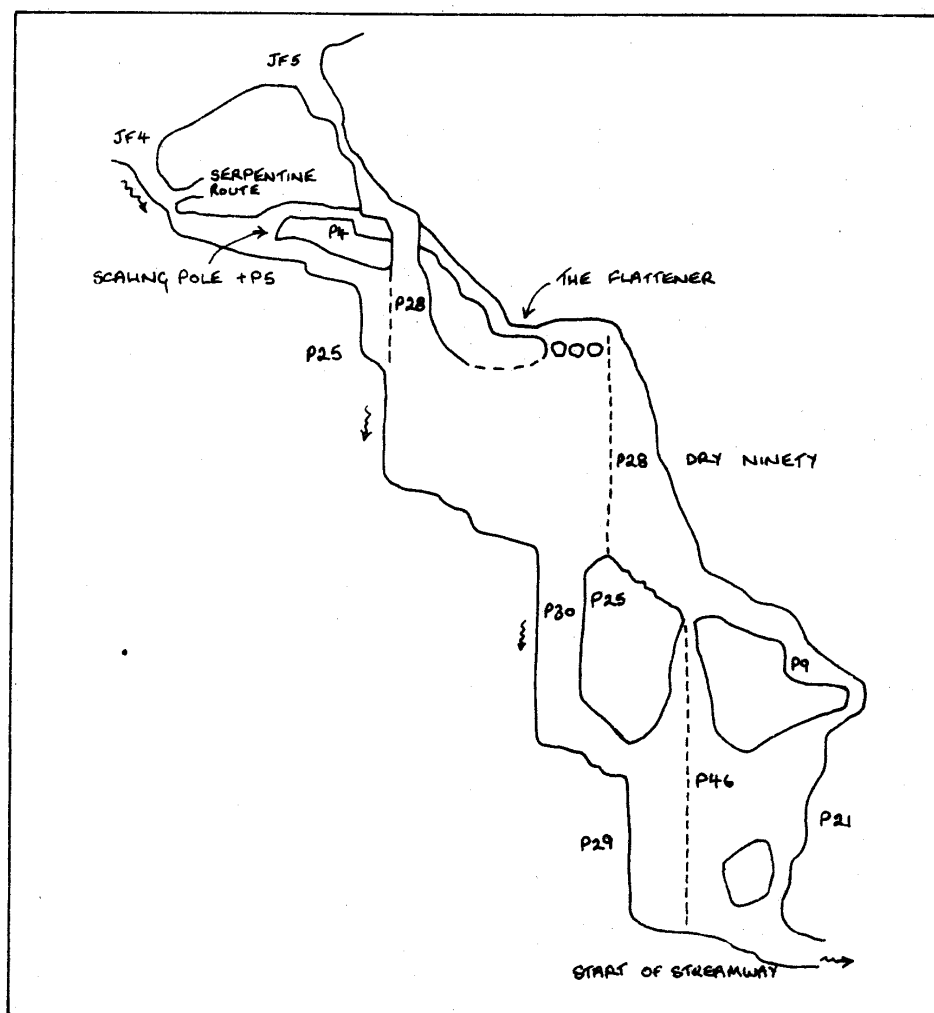 JF5
JF4
SERPENTINE
ROUTE
P4
SCALING POLE + P5
THE FLATTENER
P28
P25
P28 DRY NINETY
P30
P25
P9
P46
P29
P21
START OF STREAMWAY